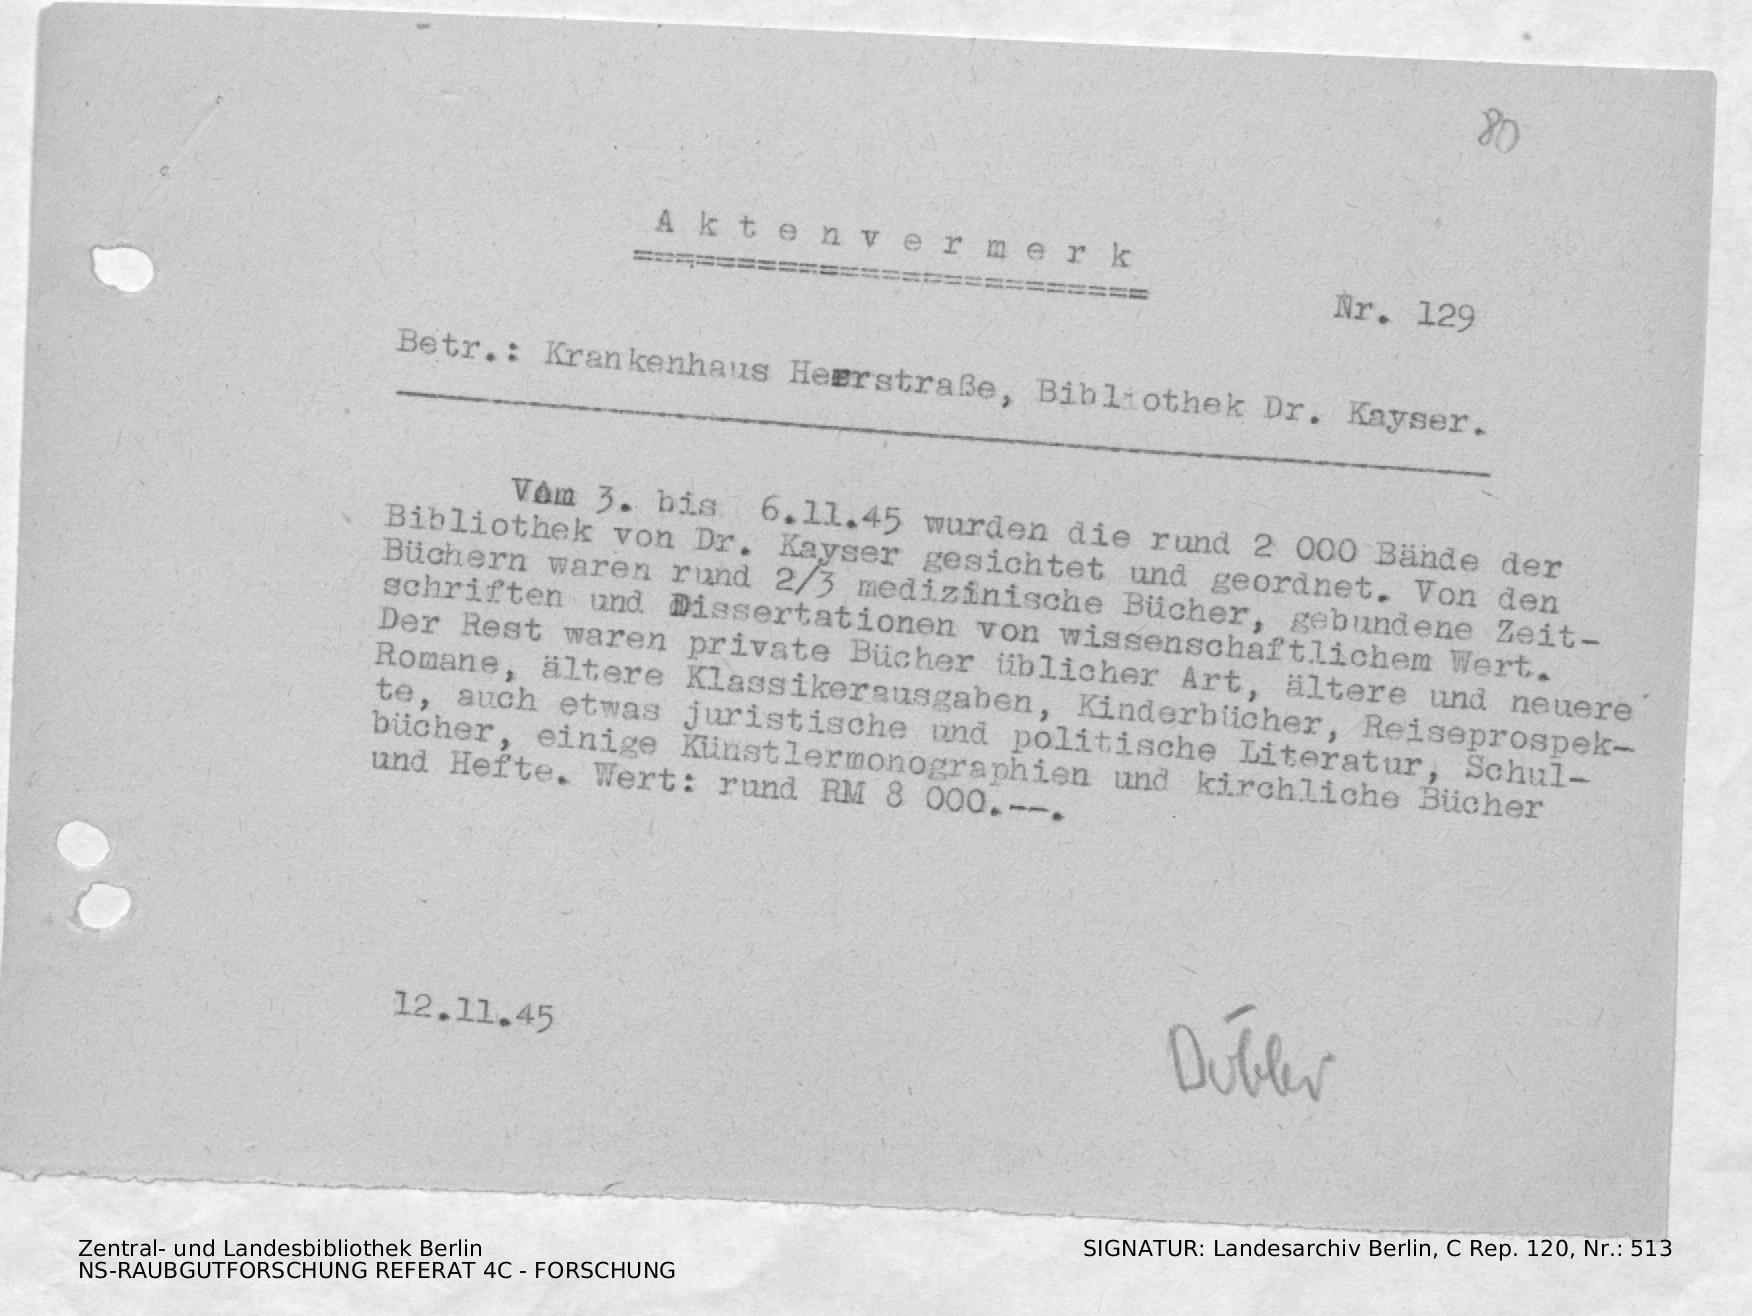 80
Aktenvermerk
Nr. 129
Betr.: Krankenhaus Heerstraße, Bibliothek Dr. Kayser.
Vom 3. bis 6.11.45 wurden die rund 2 000 Bände der
Bibliothek von Dr. Kayser gesichtet und geordnet. Von den
Büchern waren rund 2/3 medizinische Bücher, gebundene Zeit-
schriften und Dissertationen von wissenschaftlichem Wert.
Der Rest waren private Bücher üblicher Art, ältere und neuere
Romane, ältere Klassikerausgaben, Kinderbücher, Reiseprospek-
te, auch etwas juristische und politische Literatur, Schul-
bücher, einige Künstlermonographien und kirchliche Bücher
und Hefte. Wert: rund RM 8 000.--.
12.11.45
Zentral- und Landesbibliothek Berlin
NS-RAUBGUTFORSCHUNG REFERAT 4C - FORSCHUNG
SIGNATUR: Landesarchiv Berlin, C Rep. 120, Nr.: 513